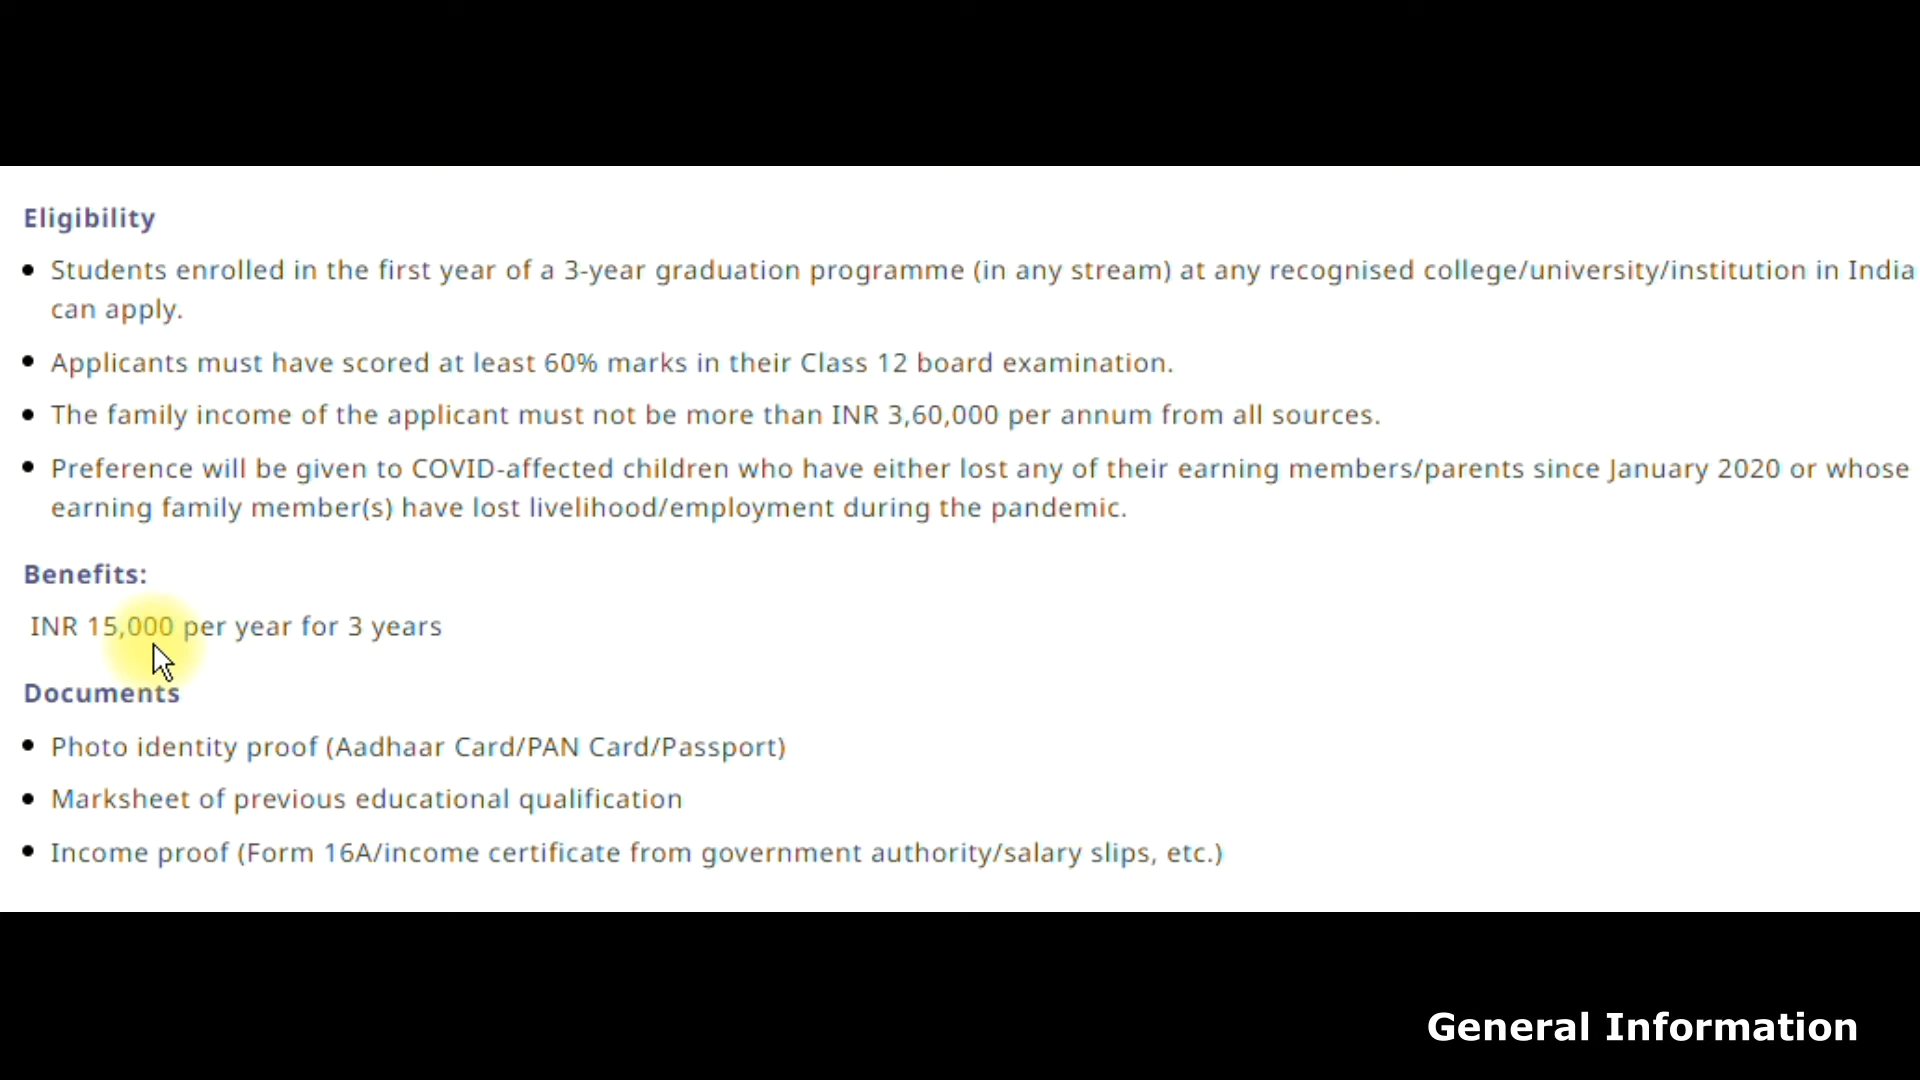 Eligibility
Students enrolled in the first year of a 3-year graduation programme (in any stream) at any recognised college/university/institution in India
can apply.
Applicants must have scored at least 60% marks in their Class 12 board examination.
The family income of the applicant must not be more than INR 3,60,000 per annum from all sources.
Preference will be given to COVID-affected children who have either lost any of their earning members/parents since January 2020 or whose
earning family member(s) have lost livelihood/employment during the pandemic.
Benefits:
INR 15,000 per year for 3 years
Documents
Photo identity proof (Aadhaar Card/PAN Card/Passport)
Marksheet of previous educational qualification
Income proof (Form 16A/income certificate from government authority/salary slips, etc.)
General Information